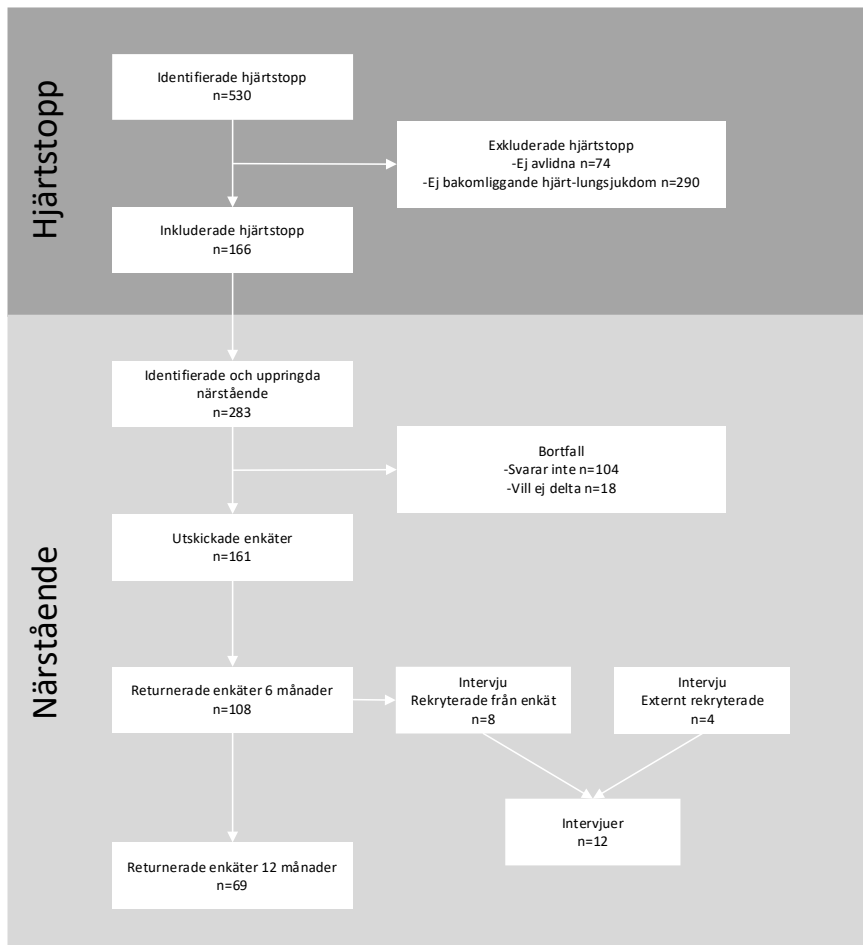 Hjärtstopp
Identifierade hjärtstopp
n=530
Exkluderade hjärtstopp
-Ej avlidna n=74
-Ej bakomliggande hjärt-lungsjukdom n=290
Inkluderade hjärtstopp
n=166
Närstående
Identifierade och uppringda
närstående
n=283
Bortfall
-Svarar inte n=104
-Vill ej delta n=18
Utskickade enkäter
n=161
Returnerade enkäter 6 månader
n=108
Intervju
Rekryterade från enkät
n=8
Intervju
Externt rekryterade
n=4
Intervjuer
n=12
Returnerade enkäter 12 månader
n=69